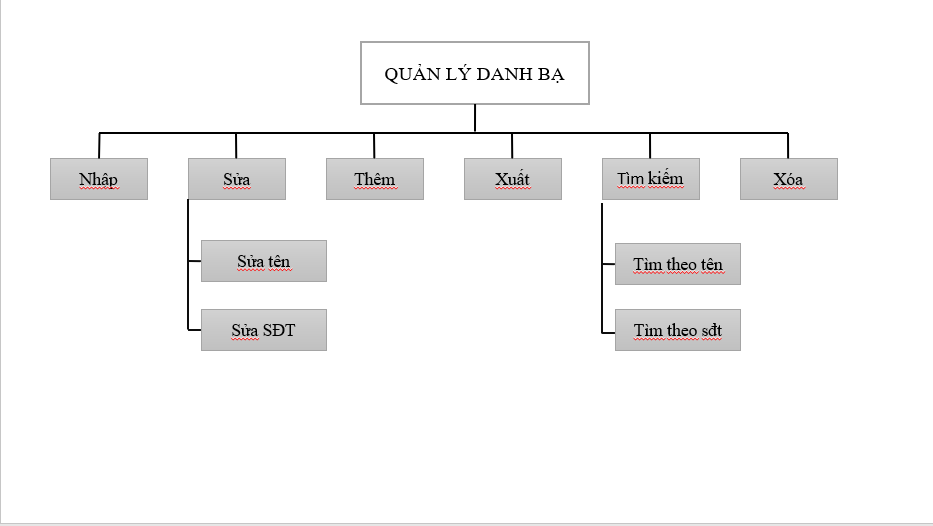 QUẢN LÝ DANH BẠ
Nhập
Sửa
Thêm
Xuất
Tìm kiếm
Xóa
Sửa tên
Sửa SĐT
Tìm theo tên
Tìm theo sđt